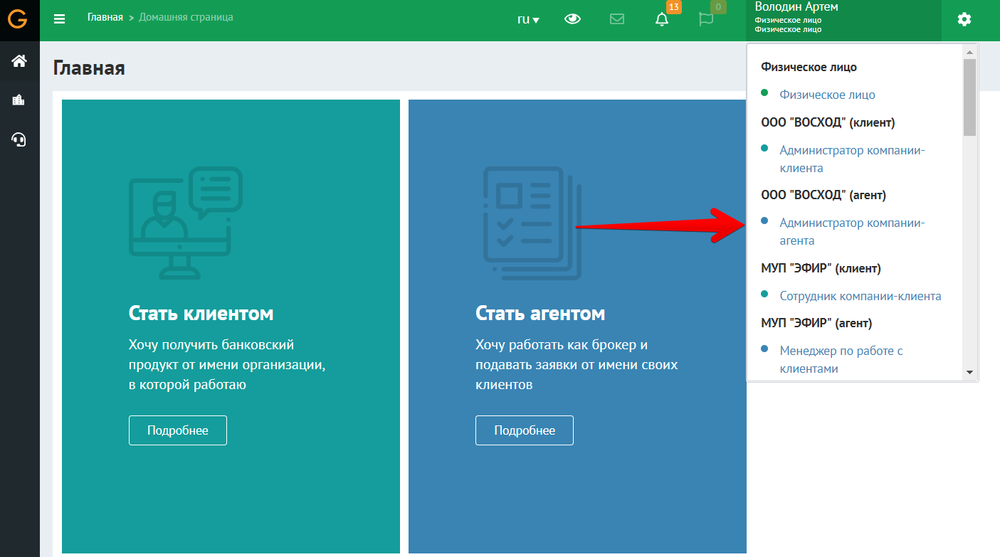 Главная > Домашняя страница
ru
13
0
Володин Артем
Физическое лицо
Физическое лицо
Главная
Стать клиентом
Хочу получить банковский
продукт от имени организации,
в которой работаю
Подробнее
Стать агентом
Хочу работать как брокер и
подавать заявки от имени своих
клиентов
Подробнее
Физическое лицо
Физическое лицо
ООО "ВОСХОД" (клиент)
Администратор компании-
клиента
ООО "ВОСХОД" (агент)
Администратор компании-
агента
МУП "ЭФИР" (клиент)
Сотрудник компании-клиента
МУП "ЭФИР" (агент)
Менеджер по работе с
клиентами